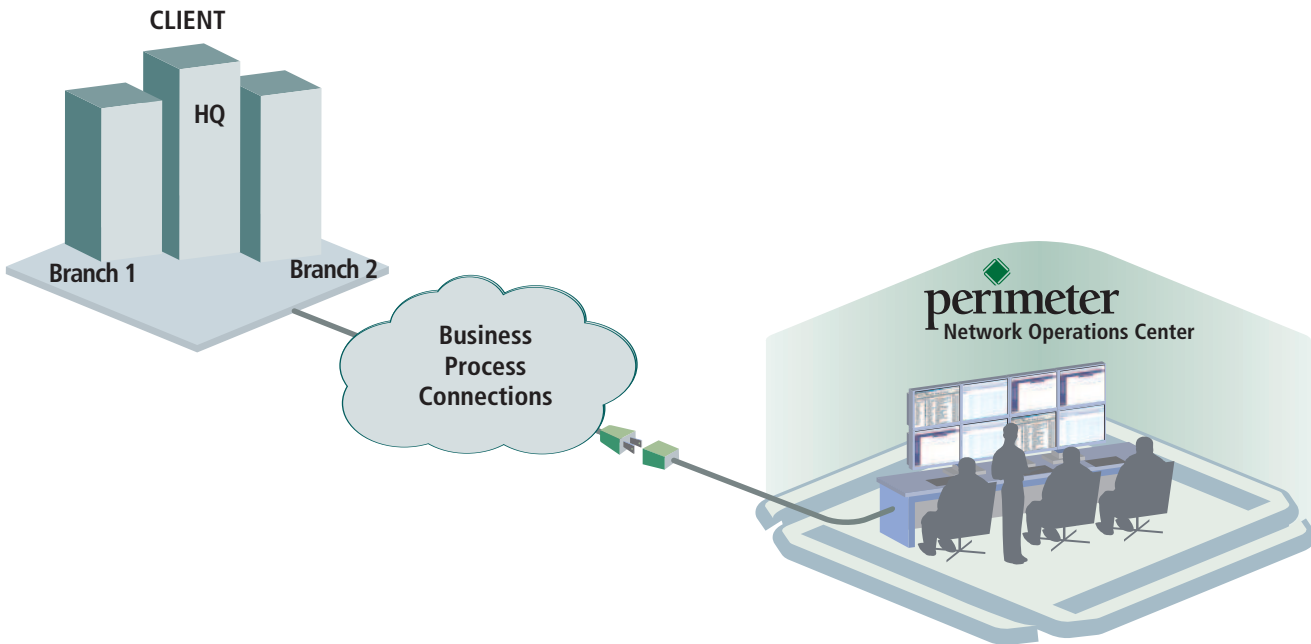 CLIENT
HQ
Branch 1
Branch 2
Business
Process
Connections
perimeter
Network Operations Center